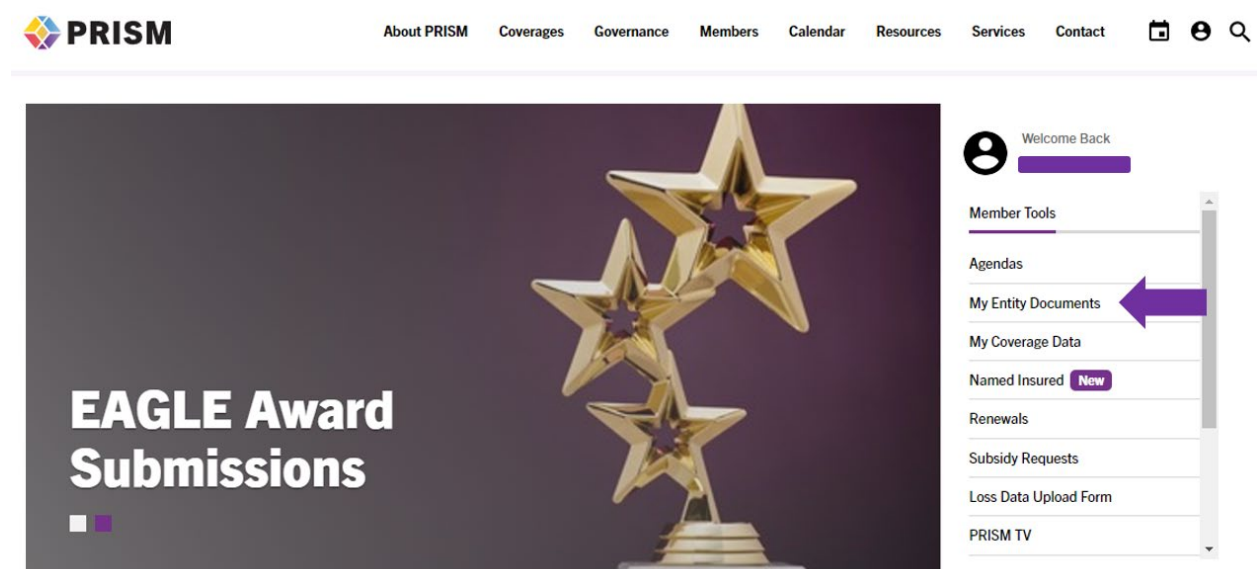 PRISM
About PRISM Coverages Governance Members Calendar Resources Services Contact
EAGLE Award
Submissions
Welcome Back
Member Tools
Agendas
My Entity Documents
My Coverage Data
Named Insured New
Renewals
Subsidy Requests
Loss Data Upload Form
PRISM TV